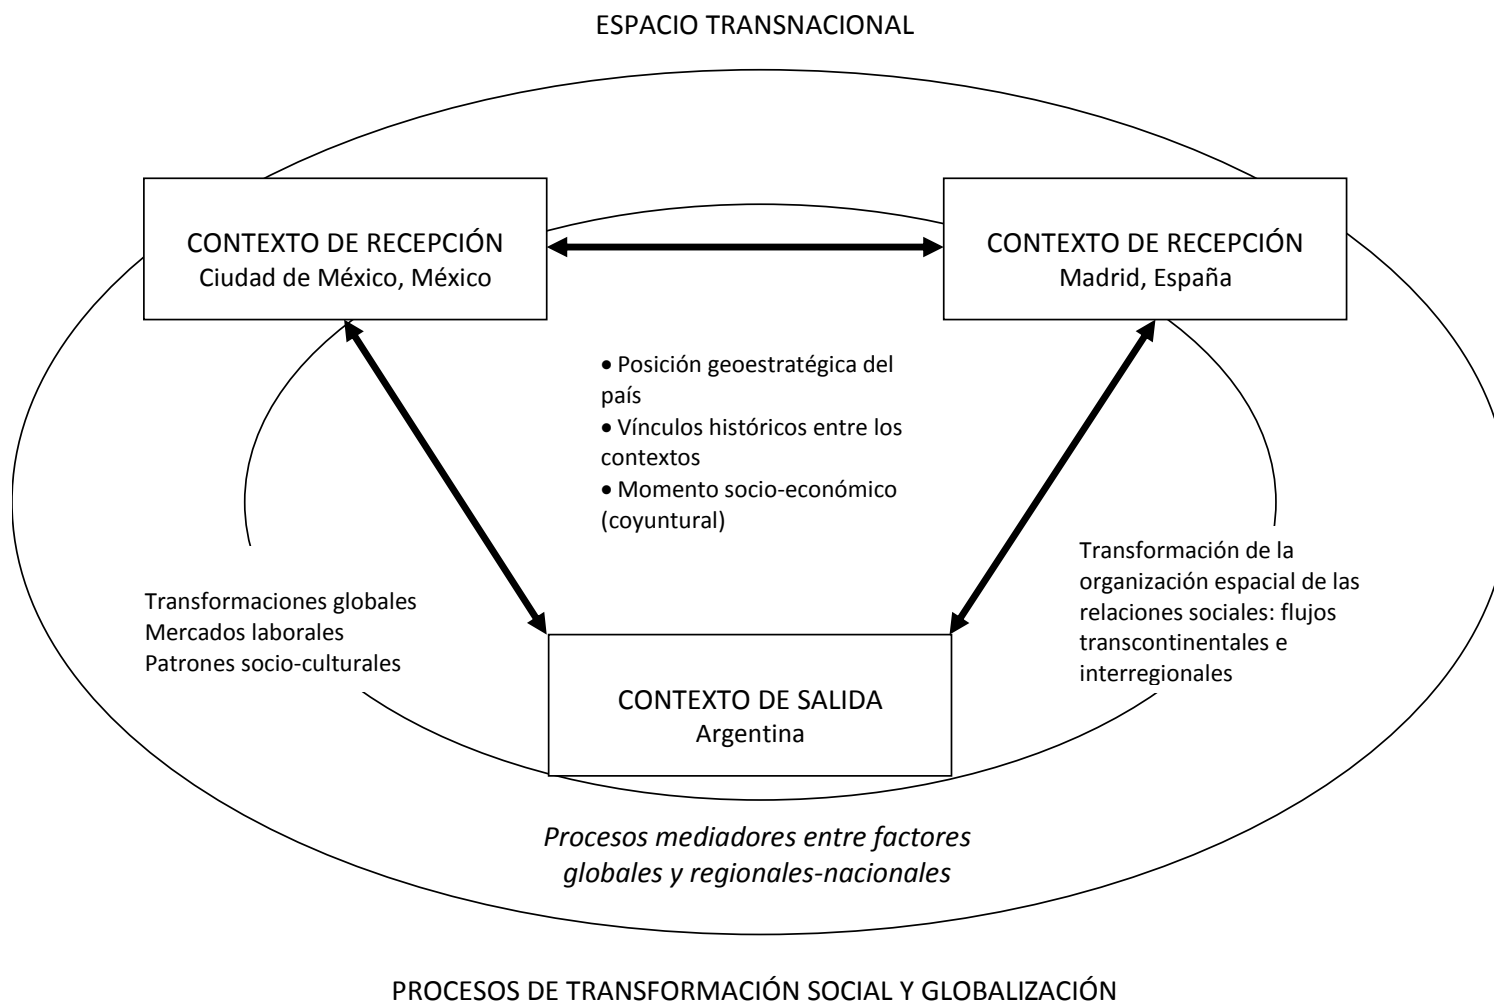 ESPACIO TRANSNACIONAL
CONTEXTO DE RECEPCIÓN
Ciudad de México, México
CONTEXTO DE RECEPCIÓN
Madrid, España
• Posición geoestratégica del
país
• Vínculos históricos entre los
contextos
• Momento socio-económico
(coyuntural)
Transformaciones globales
Mercados laborales
Patrones socio-culturales
Transformación de la
organización espacial de las
relaciones sociales: flujos
transcontinentales e
interregionales
CONTEXTO DE SALIDA
Argentina
Procesos mediadores entre factores
globales y regionales-nacionales
PROCESOS DE TRANSFORMACIÓN SOCIAL Y GLOBALIZACIÓN